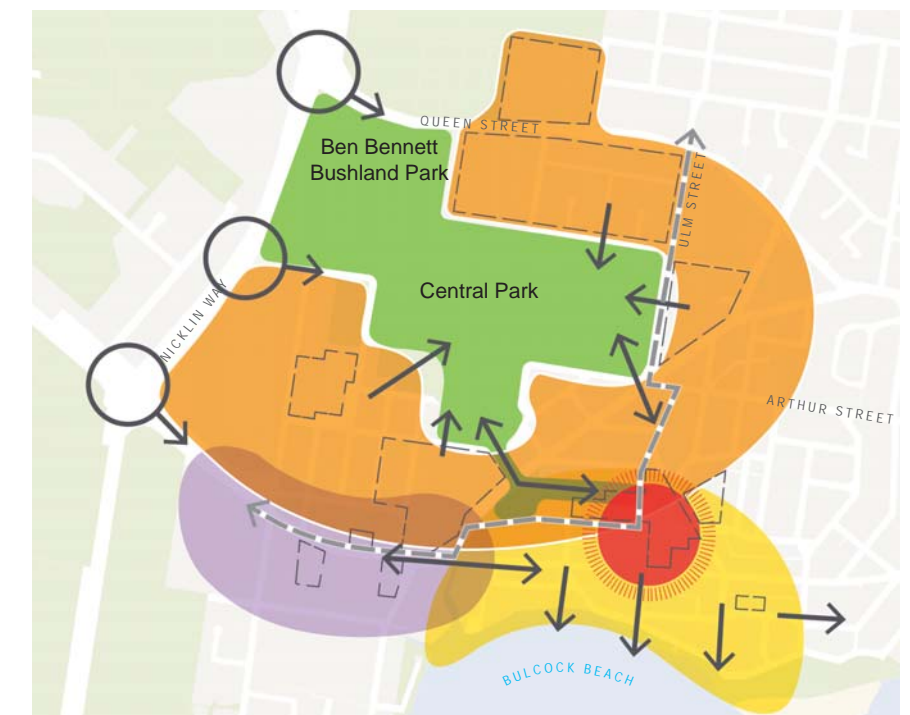 QUEEN STREET
Ben Bennett
Bushland Park
ULM STREET
Central Park
NICKLIN WAY
ARTHUR STREET
BULCOCK BEACH